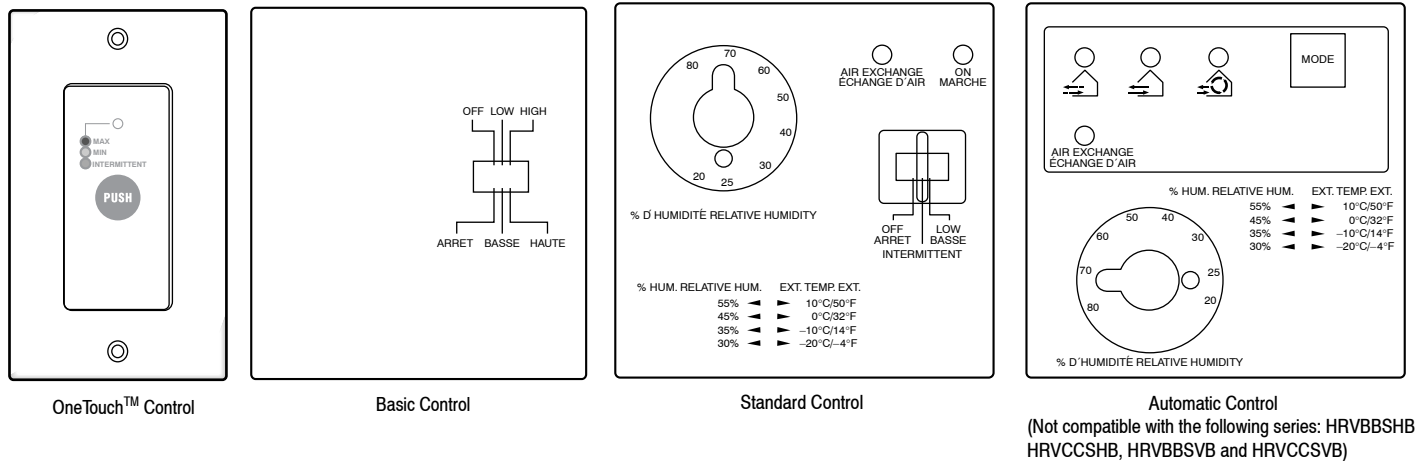 MAX
MIN
INTERMITTENT
PUSH
OneTouch™ Control
OFF LOW HIGH
ARRET BASSE HAUTE
Basic Control
70
80 60
50
40
30
20 25
% D´HUMIDITÈ RELATIVE HUMIDITY
AIR EXCHANGE
ÉCHANGE D´AIR
ON
MARCHE
OFF
ARRET
LOW
BASSE
INTERMITTENT
% HUM. RELATIVE HUM. EXT. TEMP. EXT.
55% ◄ ► 10°C/50°F
45% ◄ ► 0°C/32°F
35% ◄ ► –10°C/14°F
30% ◄ ► –20°C/–4°F
Standard Control
MODE
AIR EXCHANGE
ÉCHANGE D´AIR
% HUM. RELATIVE HUM. EXT. TEMP. EXT.
55% ◄ ► 10°C/50°F
45% ◄ ► 0°C/32°F
35% ◄ ► –10°C/14°F
30% ◄ ► –20°C/–4°F
50 40
60 30
70 25
80 20
% D´HUMIDITÈ RELATIVE HUMIDITY
Automatic Control
(Not compatible with the following series: HRVBBSHB
HRVCCSHB, HRVBBSVB and HRVCCSVB)